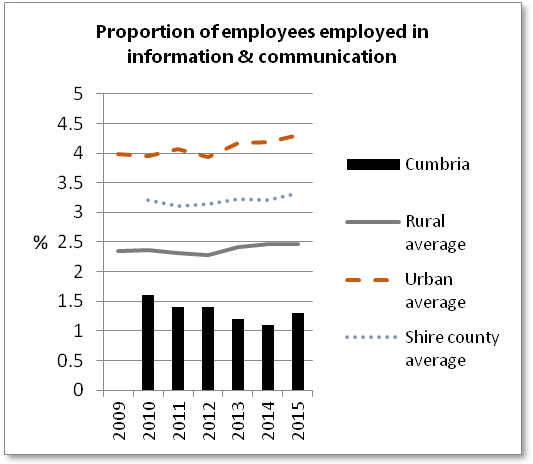 Proportion of employees employed in
information & communication
5
4.5
4
3.5
3
2.5
2
1.5
1
0.5
0
%
2009
2010
2011
2012
2013
2014
2015
Cumbria
Rural
average
Urban
average
Shire county
average